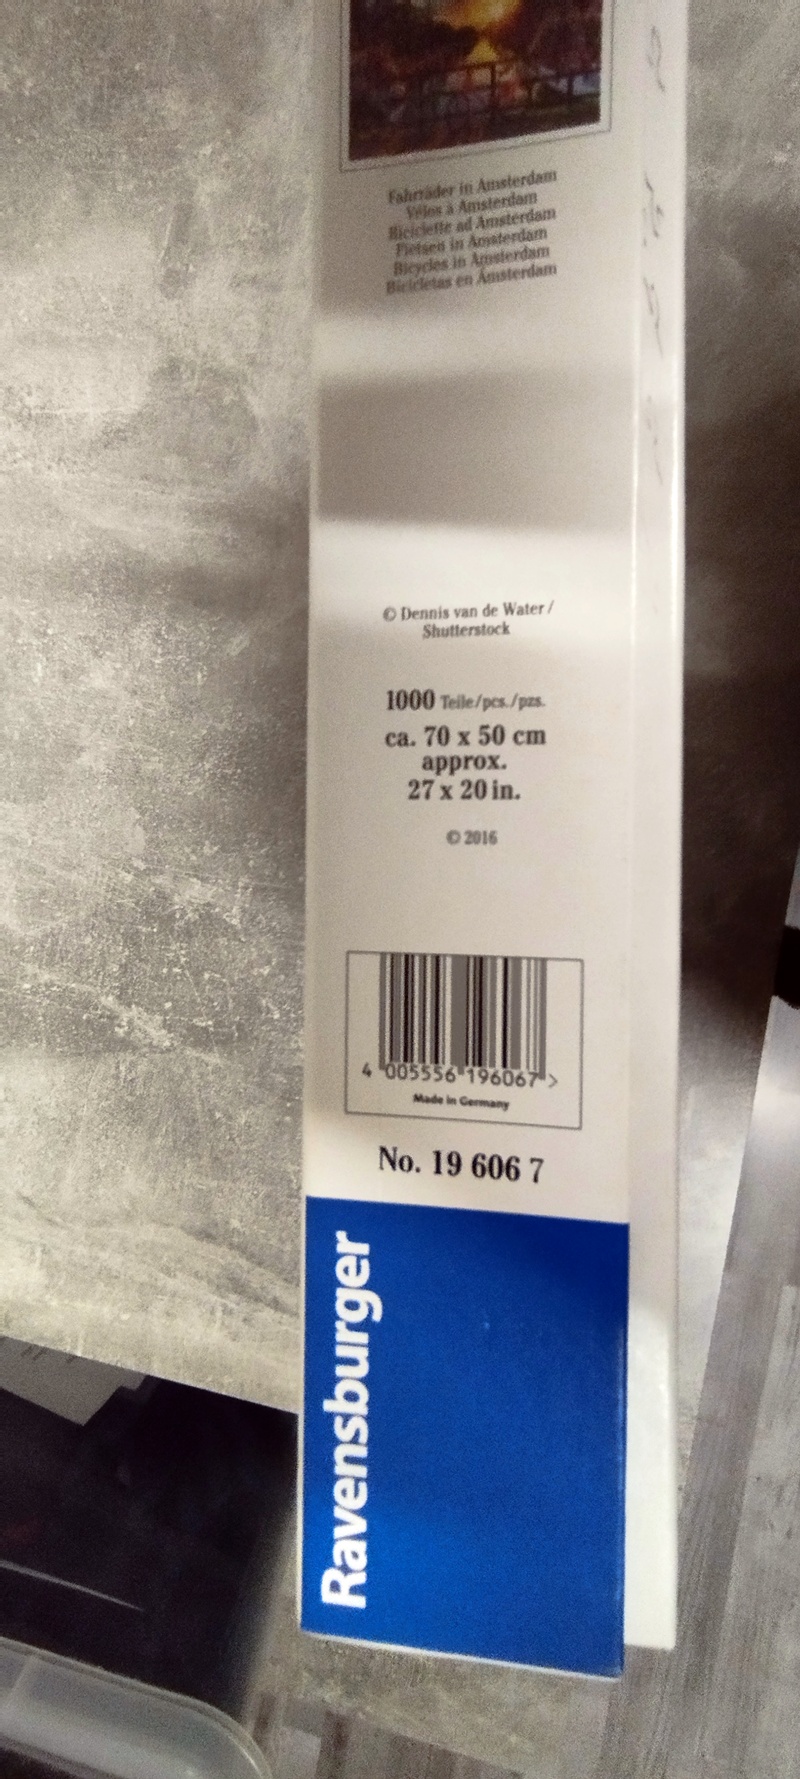 Fahrräder in Amsterdam
Vélos à Amsterdam
Biciclette ad Amsterdam
Fietsen in Amsterdam
Bicycles in Amsterdam
Bicicletas en Ámsterdam
© Dennis van de Water /
Shutterstock
1000 Teile/pcs./pzs.
ca. 70 x 50 cm
approx.
27 x 20 in.
© 2016
4 005556 196067 >
Made in Germany
No. 19 606 7
Ravensburger